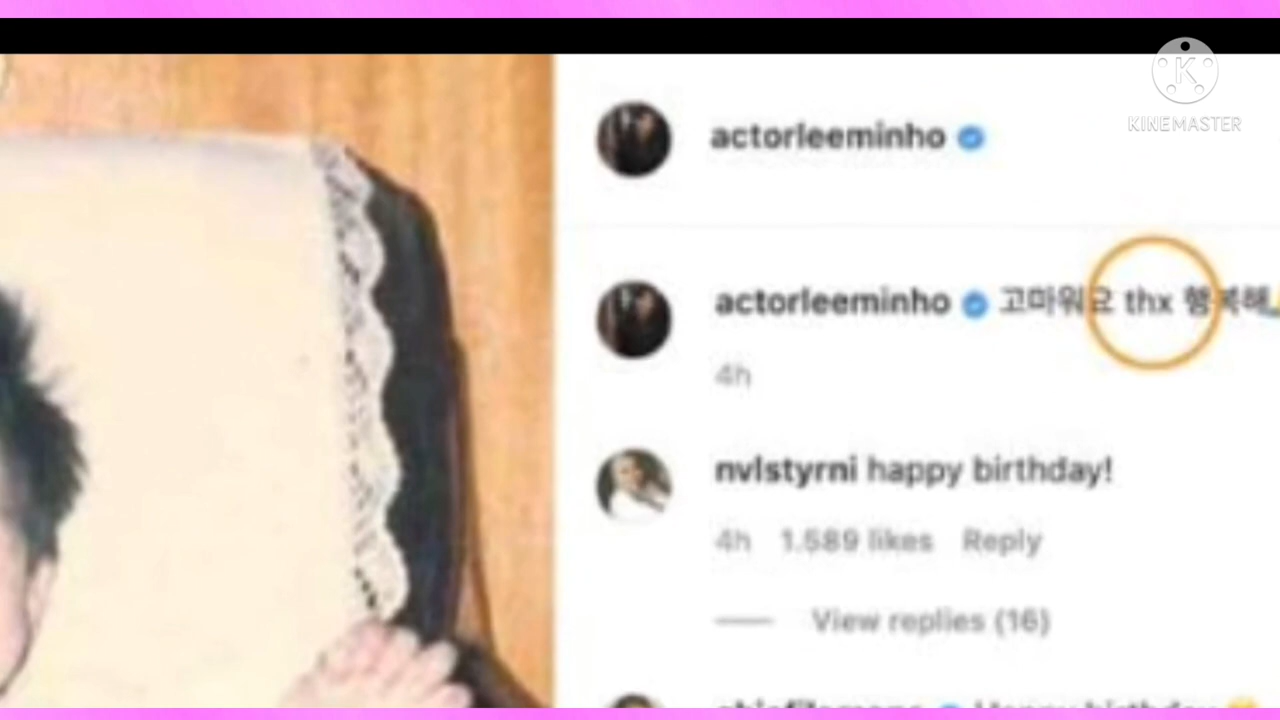 KINEMASTER
actorleeminho
actorleeminho 고마워요 thx 행복해
4h
nvlstyrni happy birthday!
4h 1.589 likes Reply
View replies (16)